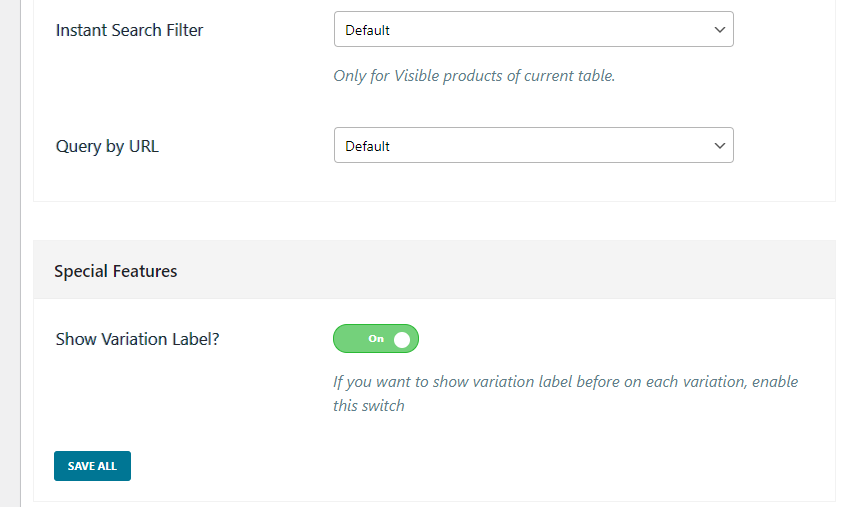 Instant Search Filter
Default
Only for Visible products of current table.
Query by URL
Default
Special Features
Show Variation Label?
On
If you want to show variation label before on each variation, enable
this switch
SAVE ALL